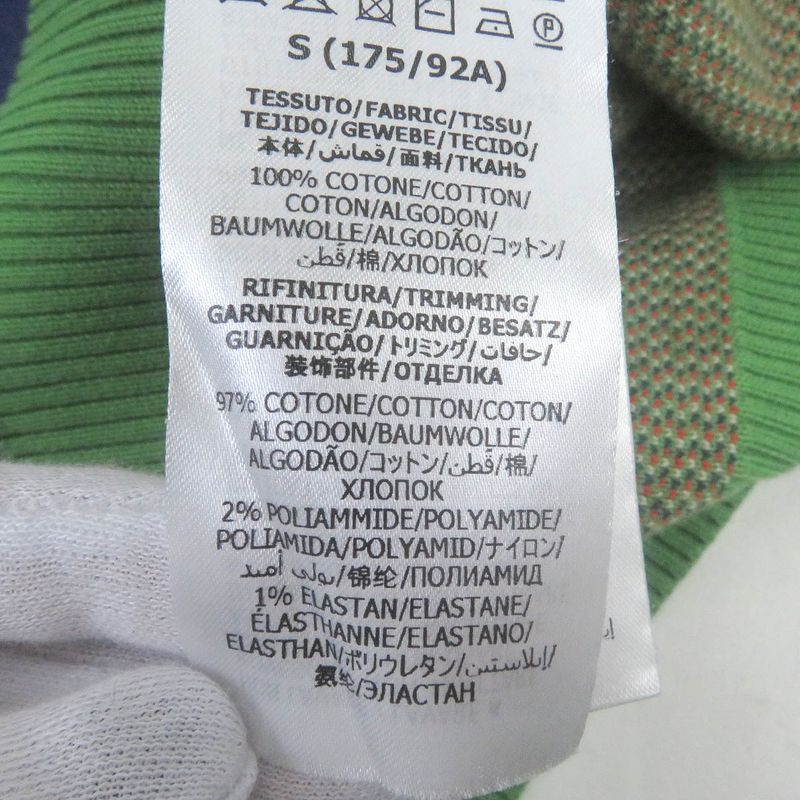 P
S (175/92A)
TESSUTO/FABRIC/TISSU/
TEJIDO/GEWEBE/TECIDO/
本体/قماش/面料/ТКАНЬ
100% COTONE/COTTON/
COTON/ALGODON/
BAUMWOLLE/ALGODÃO/コットン/
قُطن/棉/ХЛОПОК
RIFINITURA/TRIMMING/
GARNITURE/ADORNO/BESATZ/
GUARNIÇÃO/トリミング/حافات/
装饰部件/ОТДЕЛКА
97% COTONE/COTTON/COTON/
ALGODON/BAUMWOLLE/
ALGODÃO/コットン/قُطن/棉/
ХЛОПОК
2% POLIAMMIDE/POLYAMIDE/
POLIAMIDA/POLYAMID/ナイロン/
بولي أميد/锦纶/ПОЛИАМИД
1% ELASTAN/ELASTANE/
ÉLASTHANNE/ELASTANO/
ELASTHAN/ポリウレタン/إيلاستين/
氨纶/ЭЛАСТАН